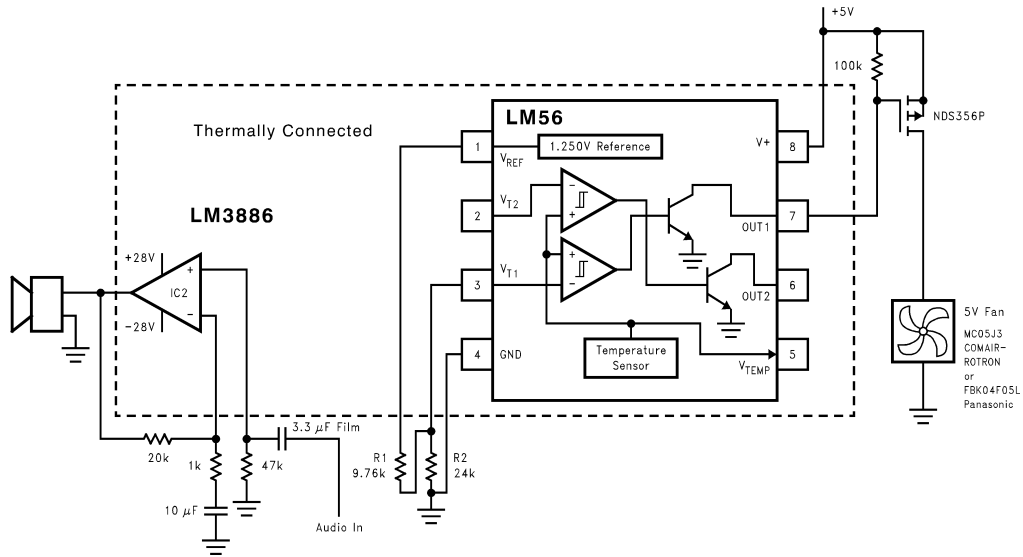 +5V
100k
NDS356P
Thermally Connected
LM56
1
1.250V Reference
V+
8
VREF
VT2
2
7
OUT1
LM3886
+28V
+
IC2
−
−28V
−
+
+
−
VT1
3
6
OUT2
4
GND
Temperature
Sensor
5
VTEMP
5V Fan
MC05J3
COMAIR-
ROTRON
or
FBK04F05L
Panasonic
3.3 μF Film
20k
1k
47k
R1
9.76k
R2
24k
10 μF
Audio In